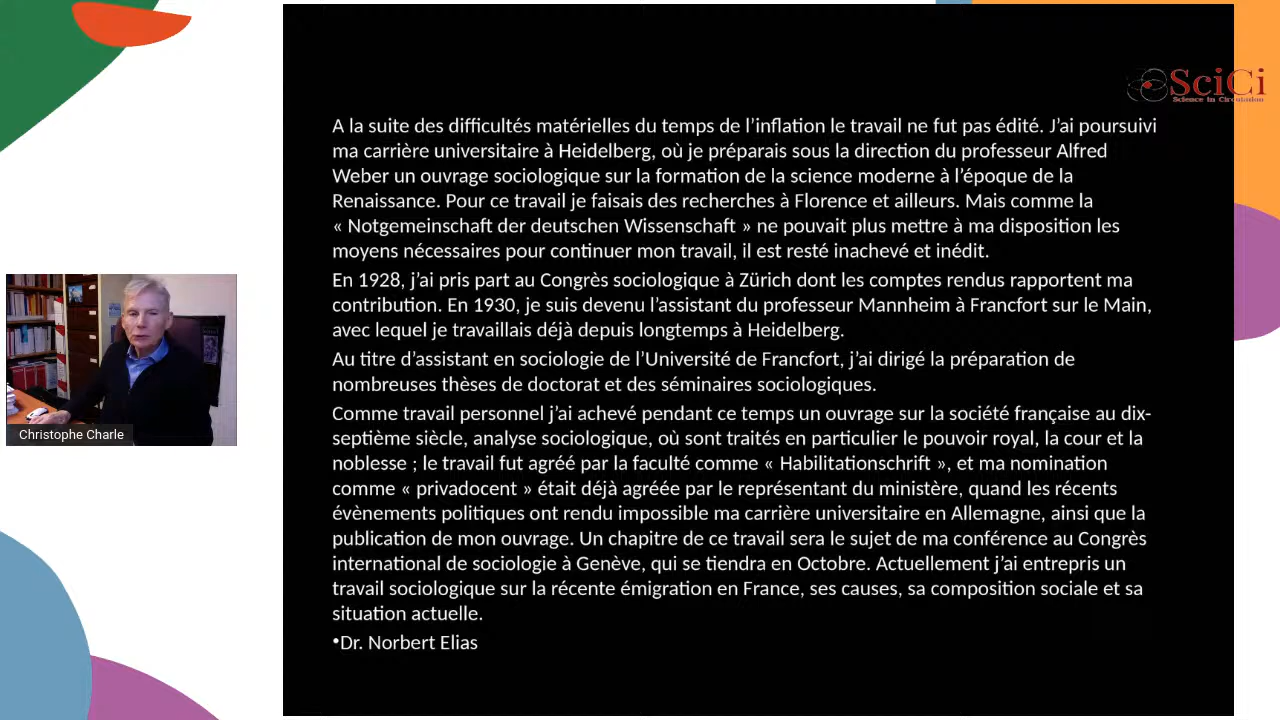 SciCi
Science in Circulation
A la suite des difficultés matérielles du temps de l’inflation le travail ne fut pas édité. J’ai poursuivi
ma carrière universitaire à Heidelberg, où je préparais sous la direction du professeur Alfred
Weber un ouvrage sociologique sur la formation de la science moderne à l’époque de la
Renaissance. Pour ce travail je faisais des recherches à Florence et ailleurs. Mais comme la
« Notgemeinschaft der deutschen Wissenschaft » ne pouvait plus mettre à ma disposition les
moyens nécessaires pour continuer mon travail, il est resté inachevé et inédit.
En 1928, j’ai pris part au Congrès sociologique à Zürich dont les comptes rendus rapportent ma
contribution. En 1930, je suis devenu l’assistant du professeur Mannheim à Francfort sur le Main,
avec lequel je travaillais déjà depuis longtemps à Heidelberg.
Au titre d’assistant en sociologie de l’Université de Francfort, j’ai dirigé la préparation de
nombreuses thèses de doctorat et des séminaires sociologiques.
Comme travail personnel j’ai achevé pendant ce temps un ouvrage sur la société française au dix-
septième siècle, analyse sociologique, où sont traités en particulier le pouvoir royal, la cour et la
noblesse ; le travail fut agréé par la faculté comme « Habilitationschrift », et ma nomination
comme « privadocent » était déjà agréée par le représentant du ministère, quand les récents
évènements politiques ont rendu impossible ma carrière universitaire en Allemagne, ainsi que la
publication de mon ouvrage. Un chapitre de ce travail sera le sujet de ma conférence au Congrès
international de sociologie à Genève, qui se tiendra en Octobre. Actuellement j’ai entrepris un
travail sociologique sur la récente émigration en France, ses causes, sa composition sociale et sa
situation actuelle.
•Dr. Norbert Elias
Christophe Charle